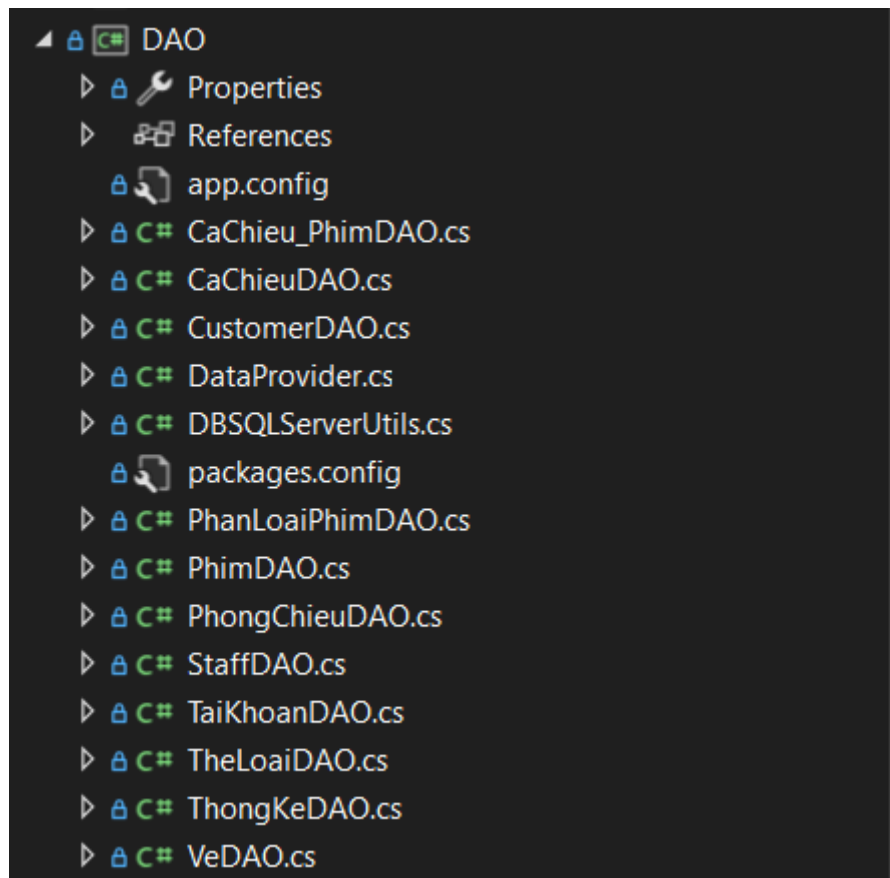 C# DAO
Properties
References
app.config
C# CaChieu_PhimDAO.cs
C# CaChieuDAO.cs
C# CustomerDAO.cs
C# DataProvider.cs
C# DBSQLServerUtils.cs
packages.config
C# PhanLoaiPhimDAO.cs
C# PhimDAO.cs
C# PhongChieuDAO.cs
C# StaffDAO.cs
C# TaiKhoanDAO.cs
C# TheLoaiDAO.cs
C# ThongKeDAO.cs
C# VeDAO.cs